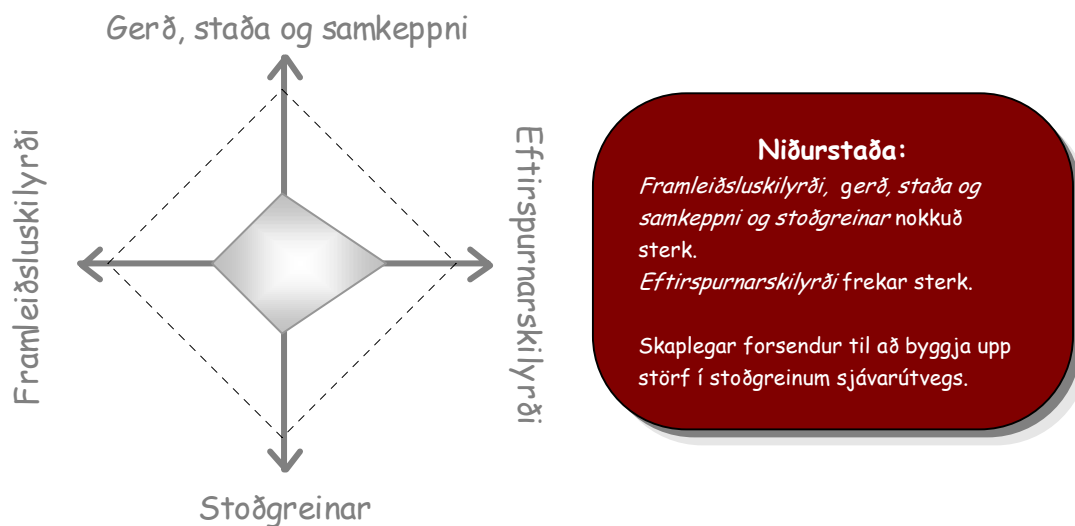 Gerð, staða og samkeppni
Framleiðsluskilyrði
Eftirspurnarskilyrði
Stoðgreinar
Niðurstaða:
Framleiðsluskilyrði, gerð, staða og
samkeppni og stoðgreinar nokkuð
sterk.
Eftirspurnarskilyrði frekar sterk.
Skaplegar forsendur til að byggja upp
störf í stoðgreinum sjávarútvegs.